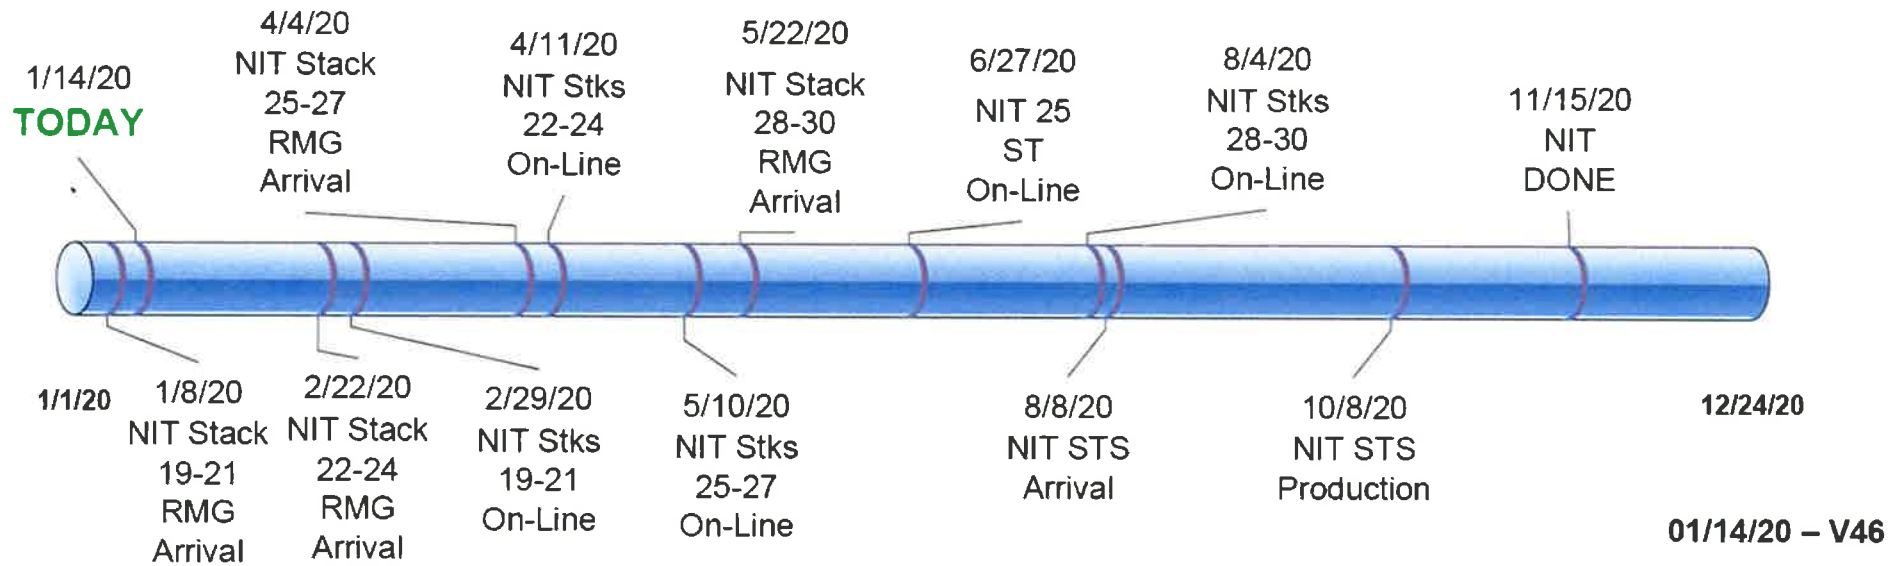 1/14/20
TODAY
4/4/20
NIT Stack
25-27
RMG
Arrival
4/11/20
NIT Stks
22-24
On-Line
5/22/20
NIT Stack
28-30
RMG
Arrival
6/27/20
NIT 25
ST
On-Line
8/4/20
NIT Stks
28-30
On-Line
11/15/20
NIT
DONE
1/1/20
1/8/20
NIT Stack
19-21
RMG
Arrival
2/22/20
NIT Stack
22-24
RMG
Arrival
2/29/20
NIT Stks
19-21
On-Line
5/10/20
NIT Stks
25-27
On-Line
8/8/20
NIT STS
Arrival
10/8/20
NIT STS
Production
12/24/20
01/14/20 – V46